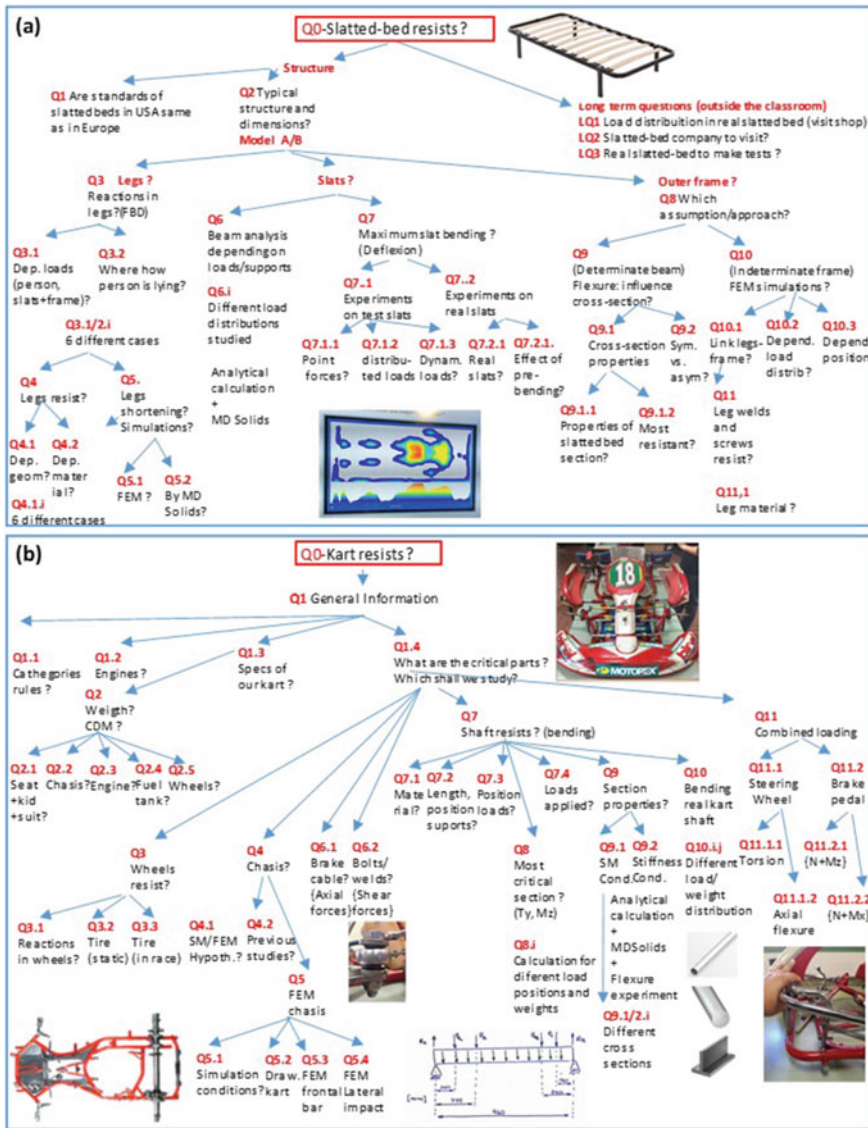 (a)
Q0-Slatted-bed resists?
Structure
Q1 Are standards of
slatted beds in USA same
as in Europe
Q2 Typical
structure and
dimensions?
Model A/B
Long term questions (outside the classroom)
LQ1 Load distribuition in real slatted bed (visit shop)
LQ2 Slatted-bed company to visit?
LQ3 Real slatted-bed to make tests ?
Q3 Legs ?
Reactions in
legs?(FBD)
Q3.1
Dep. loads
(person,
slats+frame)?
Q3.2
Where how
person is lying?
Q3.1/2.i
6 different cases
Q4
Legs resist?
Q4.1
Dep.
geom?
Q4.1.i
6 different cases
Q4.2
Dep.
mater
ial?
Q5.
Legs
shortening?
Simulations?
Q5.1
FEM ?
Q5.2
By MD
Solids?
Slats?
Q6
Beam analysis
depending on
loads/supports
Q6.i
Different load
distributions
studied
Analytical
calculation
+
MD Solids
Q7
Maximum slat bending ?
(Deflexion)
Q7..1
Experiments
on test slats
Q7..2
Experiments on
real slats
Q7.1.1
Point
forces?
Q7.1.2
distribu-
ted loads
Q7.1.3
Dynam.
loads?
Q7.2.1
Real
slats?
Q7.2.1.
Effect of
pre-
bending?
Outer frame ?
Q8 Which
assumption/approach?
Q9
(Determinate beam)
Flexure: influence
cross-section?
Q10
(In determinate frame)
FEM simulations ?
Q9.1
Cross-section
properties
Q9.2
Sym.
vs.
asym?
Q9.1.1
Properties of
slatted bed
section?
Q9.1.2
Most
resistant?
Q10.1
Link legs-
frame?
Q10.2
Depend.
load
distrib?
Q10.3
Depend
position
Q11
Leg welds
and
screws
resist?
Q11,1
Leg material ?
(b)
Q0-Kart resists?
Q1 General Information
Q1.1
Cathegories
rules ?
Q1.2
Engines?
Q1.3
Specs of
our kart ?
Q1.4
What are the critical parts ?
Which shall we study?
Q2
Weigth?
CDM ?
Q2.1
Seat
+kid
+suit?
Q2.2
Chasis?
Q2.3
Engine?
Q2.4
Fuel
tank?
Q2.5
Wheels?
Q3
Wheels
resist?
Q3.1
Reactions
in wheels?
Q3.2
Tire
(static)
Q3.3
Tire
(in race)
Q4
Chasis?
Q4.1
SM/FEM
Hypoth.?
Q4.2
Previous
studies?
Q5
FEM
chasis
Q5.1
Simulation
conditions?
Q5.2
Draw.
kart
Q5.3
FEM
frontal
bar
Q5.4
FEM
Lateral
impact
Q6.1
Brake
cable?
{Axial
forces}
Q6.2
Bolts/
welds?
{Shear
forces}
Q7
Shaft resists? (bending)
Q7.1
Mate
rial?
Q7.2
Length,
position
suports?
Q7.3
Position
loads?
Q7.4
Loads
applied?
Q8
Most
critical
section ?
(Ty, Mz)
Q8.i
Calculation for
diferent load
positions and
weights
Q9
Section
properties?
Q9.1
SM
Cond.
Q9.2
Stiffness
Cond.
Analytical
calculation
+
MDSolids
+
Flexure
experiment
Q9.1/2.i
Different
cross
sections
Q10
Bending
real kart
shaft
Q10.i.j
Different
load/
weight
distribution
Q11
Combined loading
Q11.1
Steering
Wheel
Q11.2
Brake
pedal
Q11.1.1
Torsion
Q11.1.2
Axial
flexure
Q11.2.1
{N+Mz}
Q11.2.2
{N+Mx}
18
MOTOREX